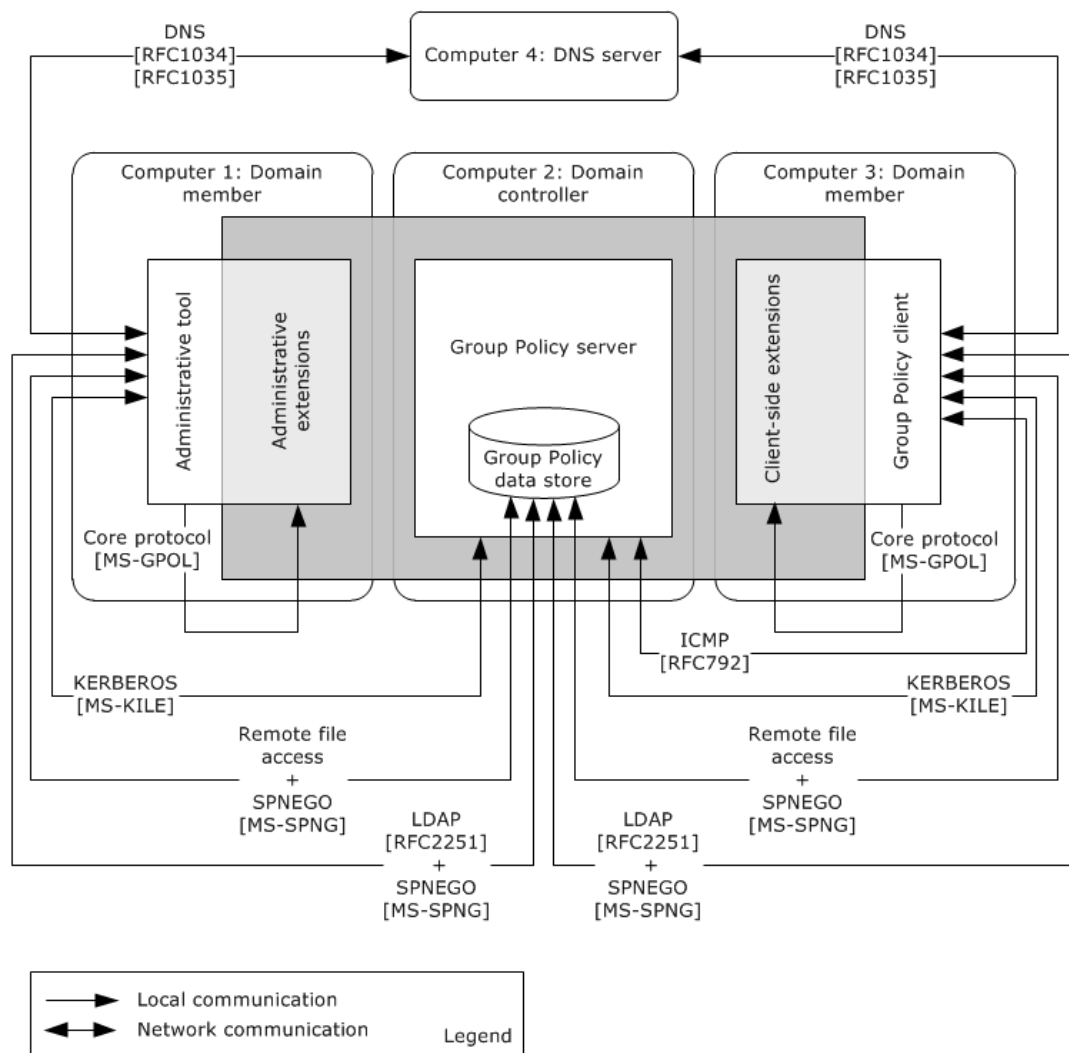 DNS
[RFC1034]
[RFC1035]
Computer 4: DNS server
DNS
[RFC1034]
[RFC1035]
Computer 1: Domain
member
Computer 2: Domain
controller
Computer 3: Domain
member
Administrative tool
Administrative
extensions
Group Policy server
Group Policy
data store
Client-side extensions
Group Policy client
Core protocol
[MS-GPOL]
Core protocol
[MS-GPOL]
ICMP
[RFC792]
KERBEROS
[MS-KILE]
KERBEROS
[MS-KILE]
Remote file
access
+
SPNEGO
[MS-SPNG]
Remote file
access
+
SPNEGO
[MS-SPNG]
LDAP
[RFC2251]
+
SPNEGO
[MS-SPNG]
LDAP
[RFC2251]
+
SPNEGO
[MS-SPNG]
Local communication
Network communication
Legend